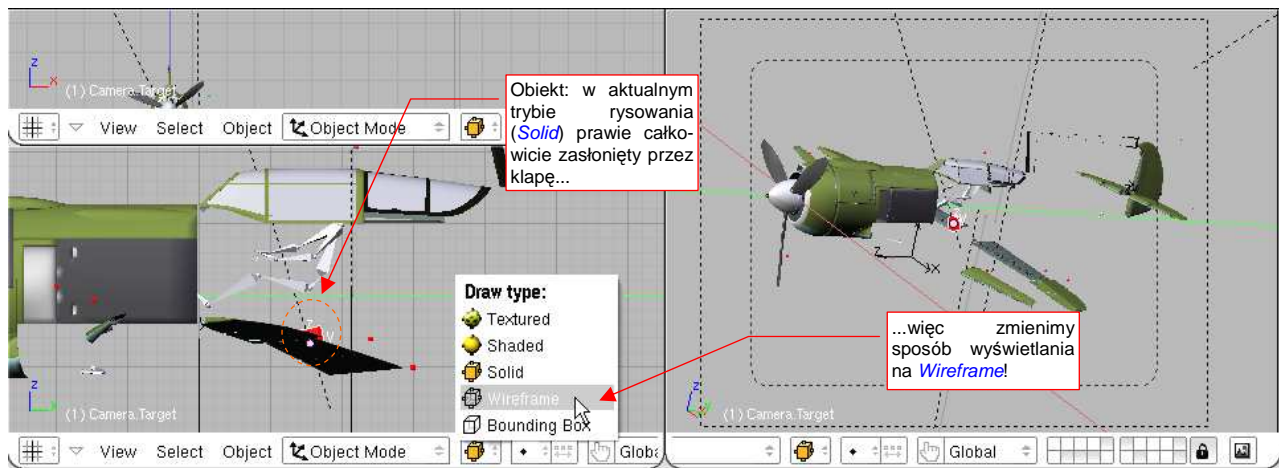 z
x
(1) Camera.Target
View Select Object Object Mode
Obiekt: w aktualnym
trybie rysowania
(Solid) prawie całko-
wicie zasłonięty przez
klapę...
Draw type:
Textured
Shaded
Solid
Wireframe
Bounding Box
z
(1) Camera.Target
View Select Object Object Mode
Globa
Z
X
...więc zmienimy
sposób wyświetlania
na Wireframe!
z
y
(1) Camera.Target
Global